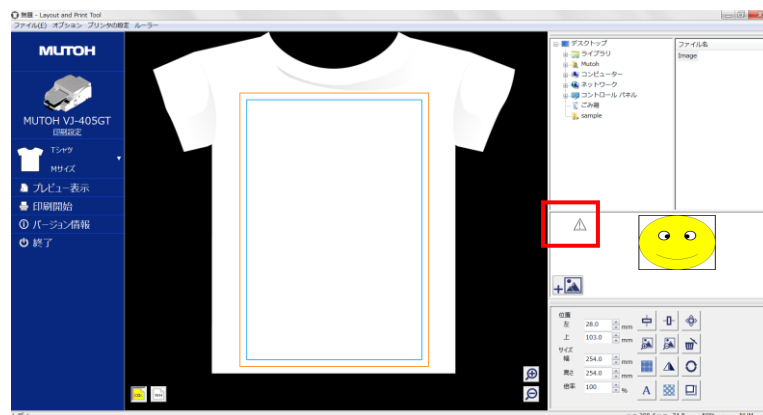 無題 - Layout and Print Tool
ファイル(F) オプション プリンタの設定 ルーラー
MUTOH
MUTOH VJ-405GT
印刷設定
Tシャツ
Mサイズ
プレビュー表示
印刷開始
バージョン情報
終了
デスクトップ
ライブラリ
Mutoh
コンピューター
ネットワーク
コントロール パネル
ごみ箱
sample
ファイル名
Image
位置
左 28.0 mm
上 103.0 mm
サイズ
幅 254.0 mm
高さ 254.0 mm
倍率 100 %
A